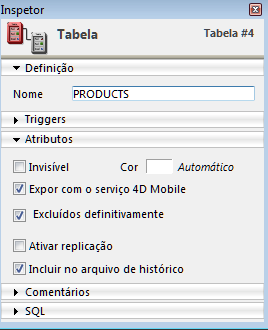 Inspetor
Tabela Tabela #4
Definição
Nome PRODUCTS
Triggers
Atributos
Invisível Cor Automático
Expor com o serviço 4D Mobile
Excluídos definitivamente
Ativar replicação
Incluir no arquivo de histórico
Comentários
SQL